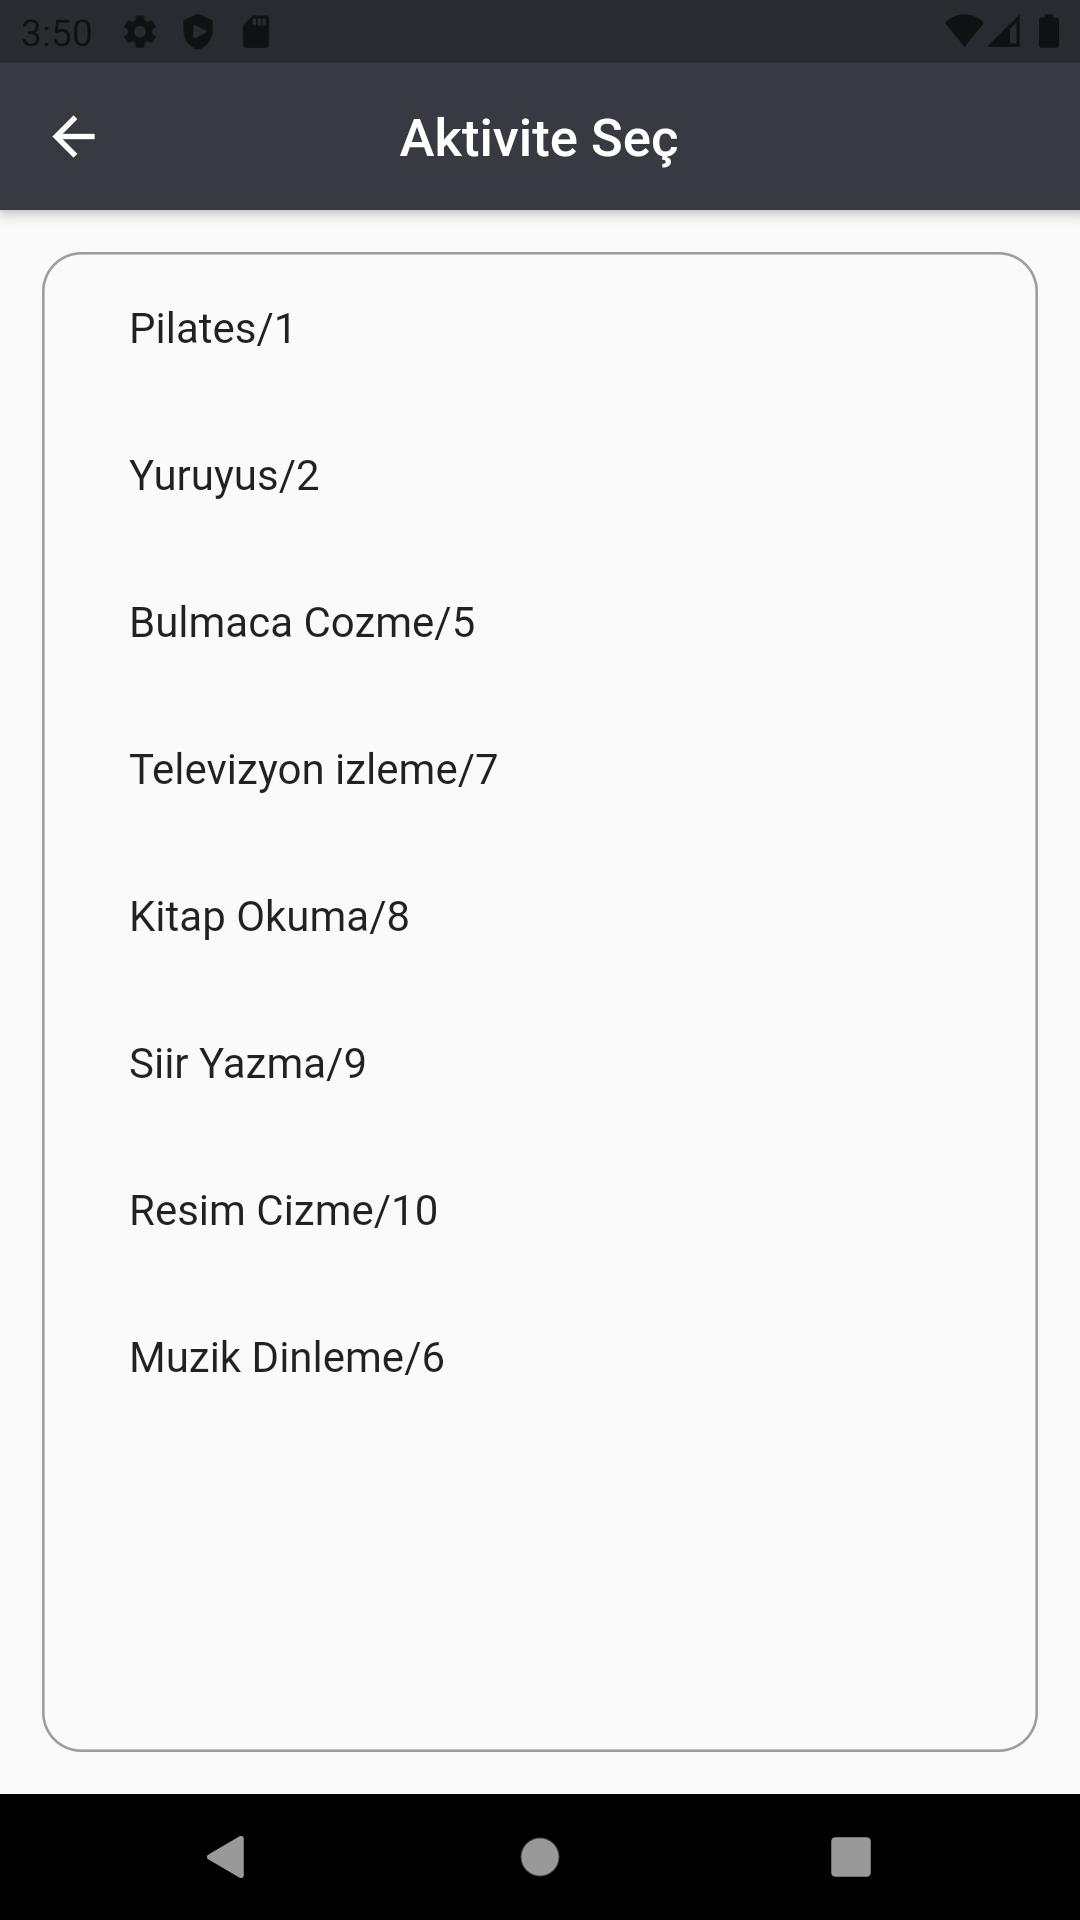 3:50
Aktivite Seç
Pilates/1
Yuruyus/2
Bulmaca Cozme/5
Televizyon izleme/7
Kitap Okuma/8
Siir Yazma/9
Resim Cizme/10
Muzik Dinleme/6